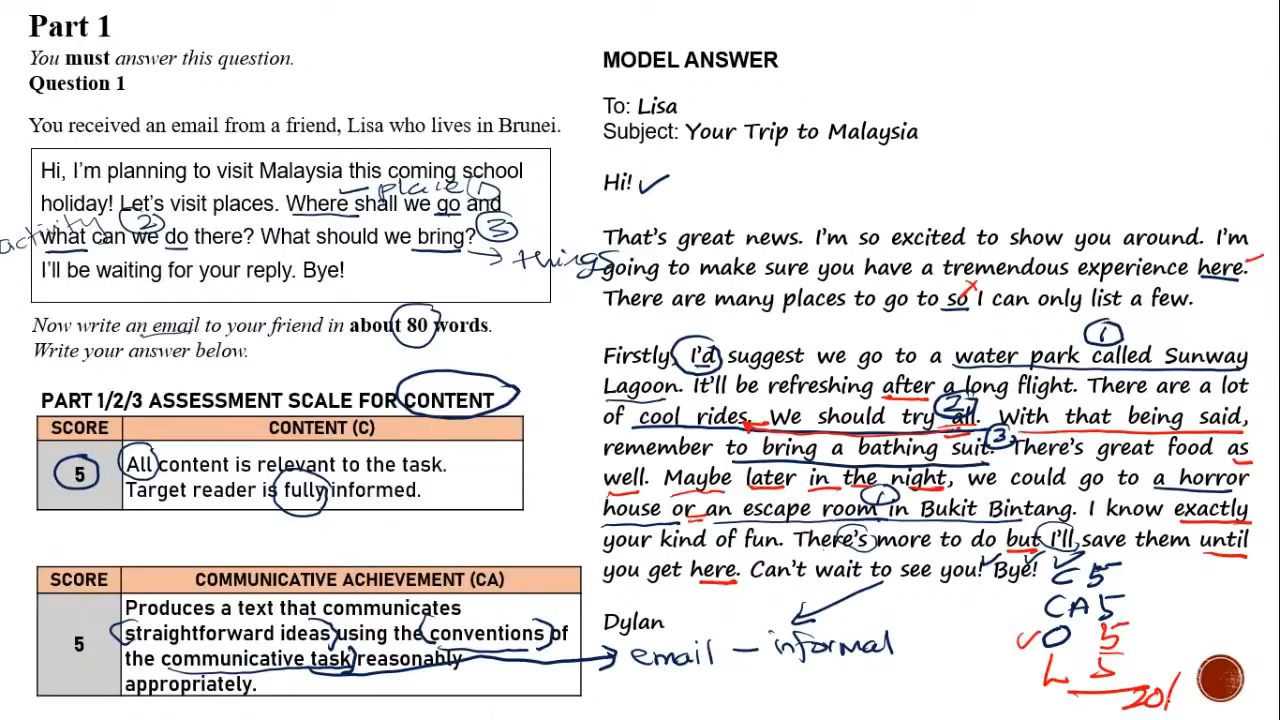 Part 1
You must answer this question.
Question 1
You received an email from a friend, Lisa who lives in Brunei.
Hi, I'm planning to visit Malaysia this coming school
place 1
holiday! Let's visit places. Where shall we go and
activity 2 3
what can we do there? What should we bring?
things
I'll be waiting for your reply. Bye!
Now write an email to your friend in about 80 words.
Write your answer below.
PART 1/2/3 ASSESSMENT SCALE FOR CONTENT
SCORE CONTENT (C)
5 All content is relevant to the task.
Target reader is fully informed.
SCORE COMMUNICATIVE ACHIEVEMENT (CA)
5 Produces a text that communicates
straightforward ideas using the conventions of
the communicative task reasonably
appropriately.
MODEL ANSWER
To: Lisa
Subject: Your Trip to Malaysia
Hi!
That's great news. I'm so excited to show you around. I'm
going to make sure you have a tremendous experience here.
There are many places to go to so I can only list a few.
1
Firstly, I'd suggest we go to a water park called Sunway
Lagoon. It'll be refreshing after a long flight. There are a lot
2
of cool rides. We should try all. With that being said,
3
remember to bring a bathing suit. There's great food as
well. Maybe later in the night, we could go to a horror
1
house or an escape room in Bukit Bintang. I know exactly
your kind of fun. There's more to do but I'll save them until
you get here. Can't wait to see you! Bye!
C 5
CA 5
Dylan
O 5
email – informal
L 5
20/